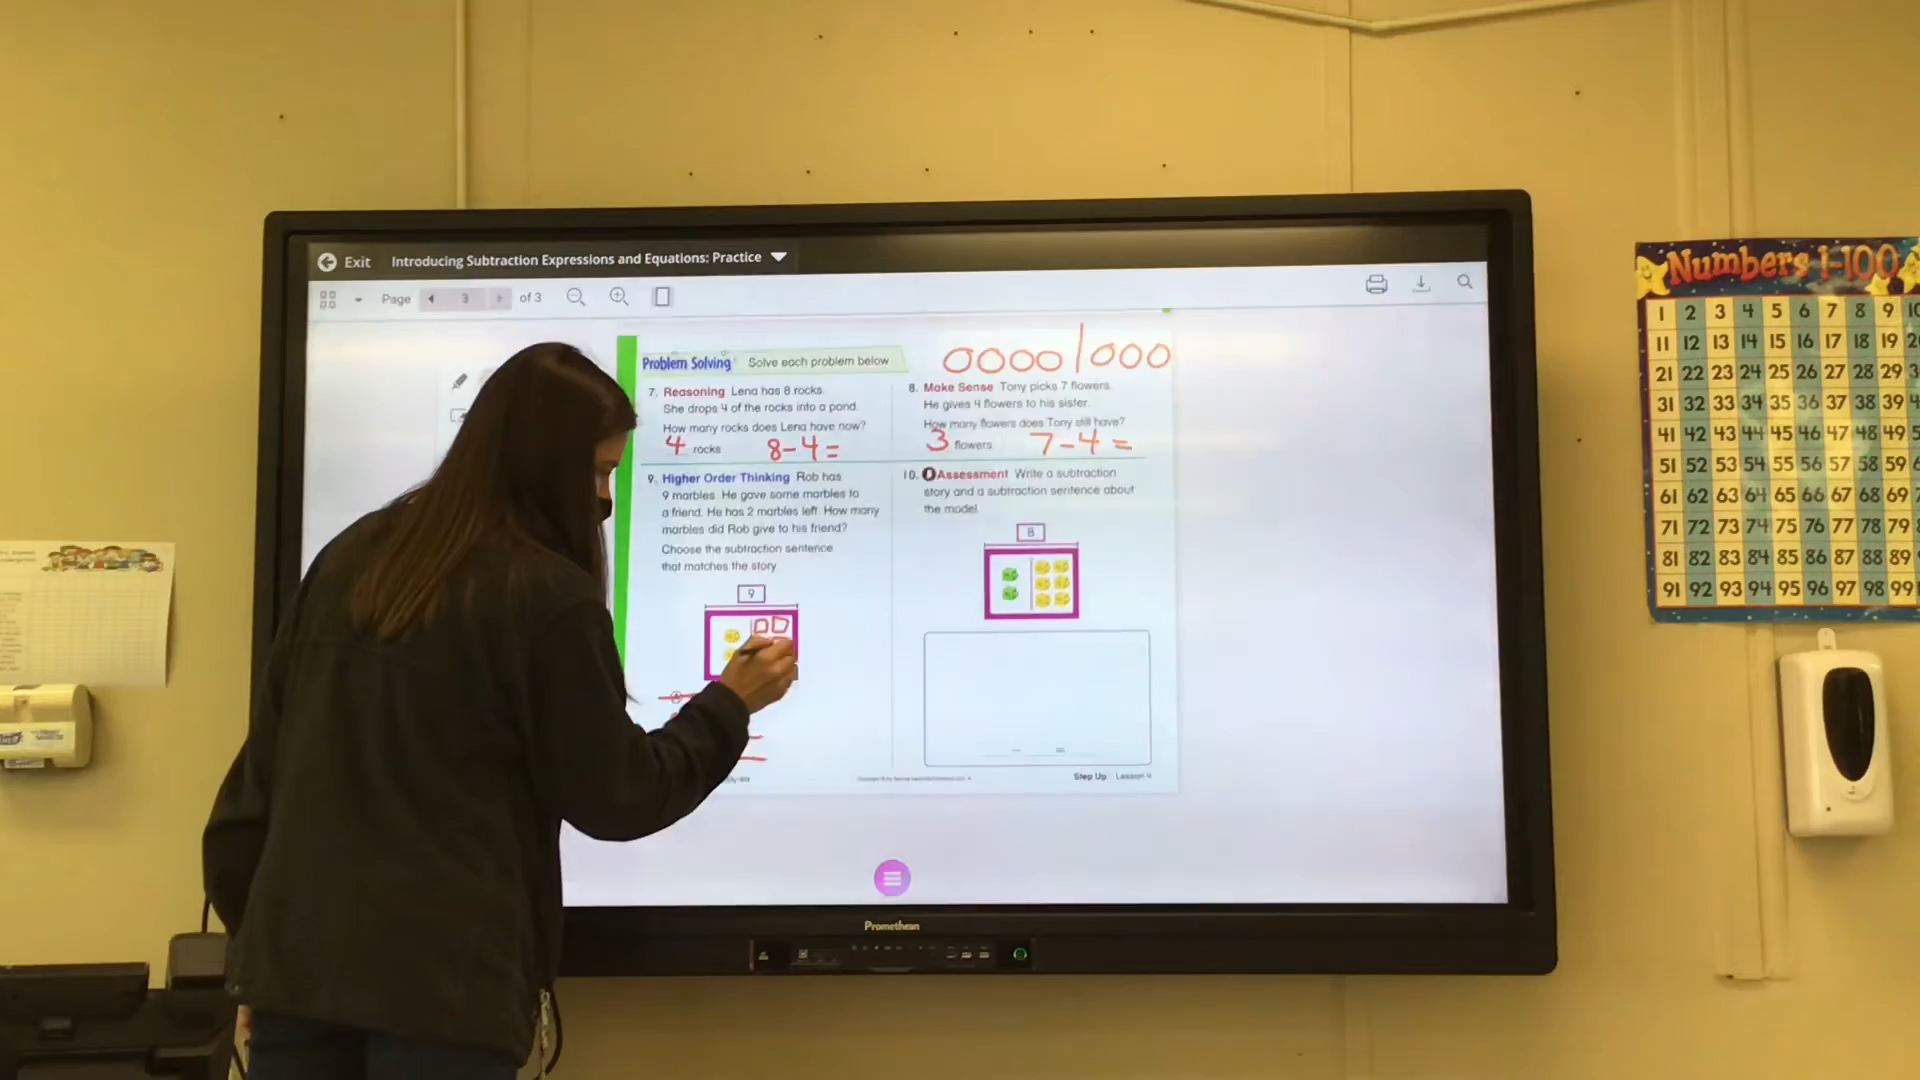 Exit Introducing Subtraction Expressions and Equations: Practice
Page 3 of 3
Problem Solving Solve each problem below
7. Reasoning Lena has 8 rocks.
She drops 4 of the rocks into a pond.
How many rocks does Lena have now?
4 rocks 8-4=
8. Make Sense Tony picks 7 flowers.
He gives 4 flowers to his sister.
How many flowers does Tony still have?
3 flowers 7-4=
9. Higher Order Thinking Rob has
9 marbles. He gave some marbles to
a friend. He has 2 marbles left. How many
marbles did Rob give to his friend?
Choose the subtraction sentence
that matches the story
9
10. Assessment Write a subtraction
story and a subtraction sentence about
the model.
8
– =
Step Up Lesson 4
Promethean
Numbers 1-100
1 2 3 4 5 6 7 8 9 10
11 12 13 14 15 16 17 18 19 2
21 22 23 24 25 26 27 28 29 3
31 32 33 34 35 36 37 38 39 4
41 42 43 44 45 46 47 48 49 5
51 52 53 54 55 56 57 58 59 6
61 62 63 64 65 66 67 68 69 7
71 72 73 74 75 76 77 78 79 8
81 82 83 84 85 86 87 88 89 9
91 92 93 94 95 96 97 98 99